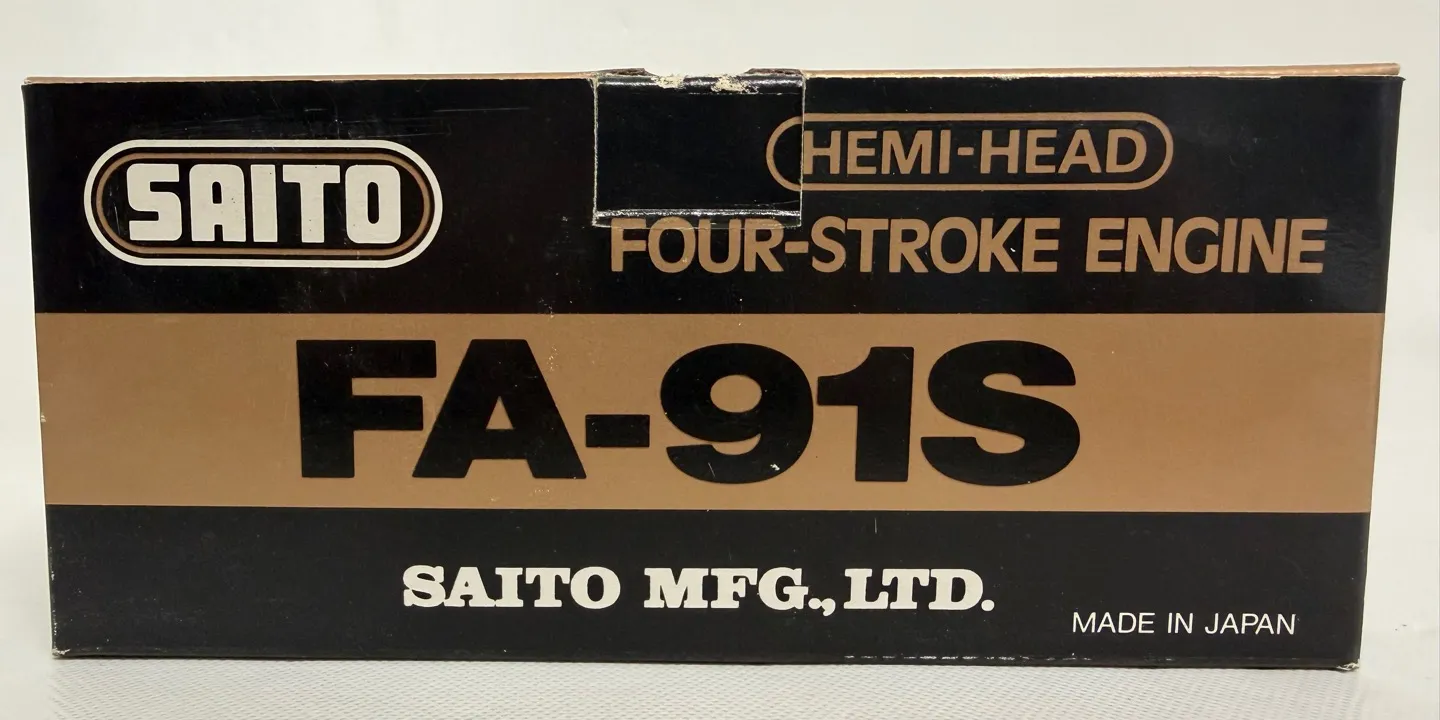 SAITO
HEMI-HEAD
FOUR-STROKE ENGINE
FA-91S
SAITO MFG.,LTD.
MADE IN JAPAN